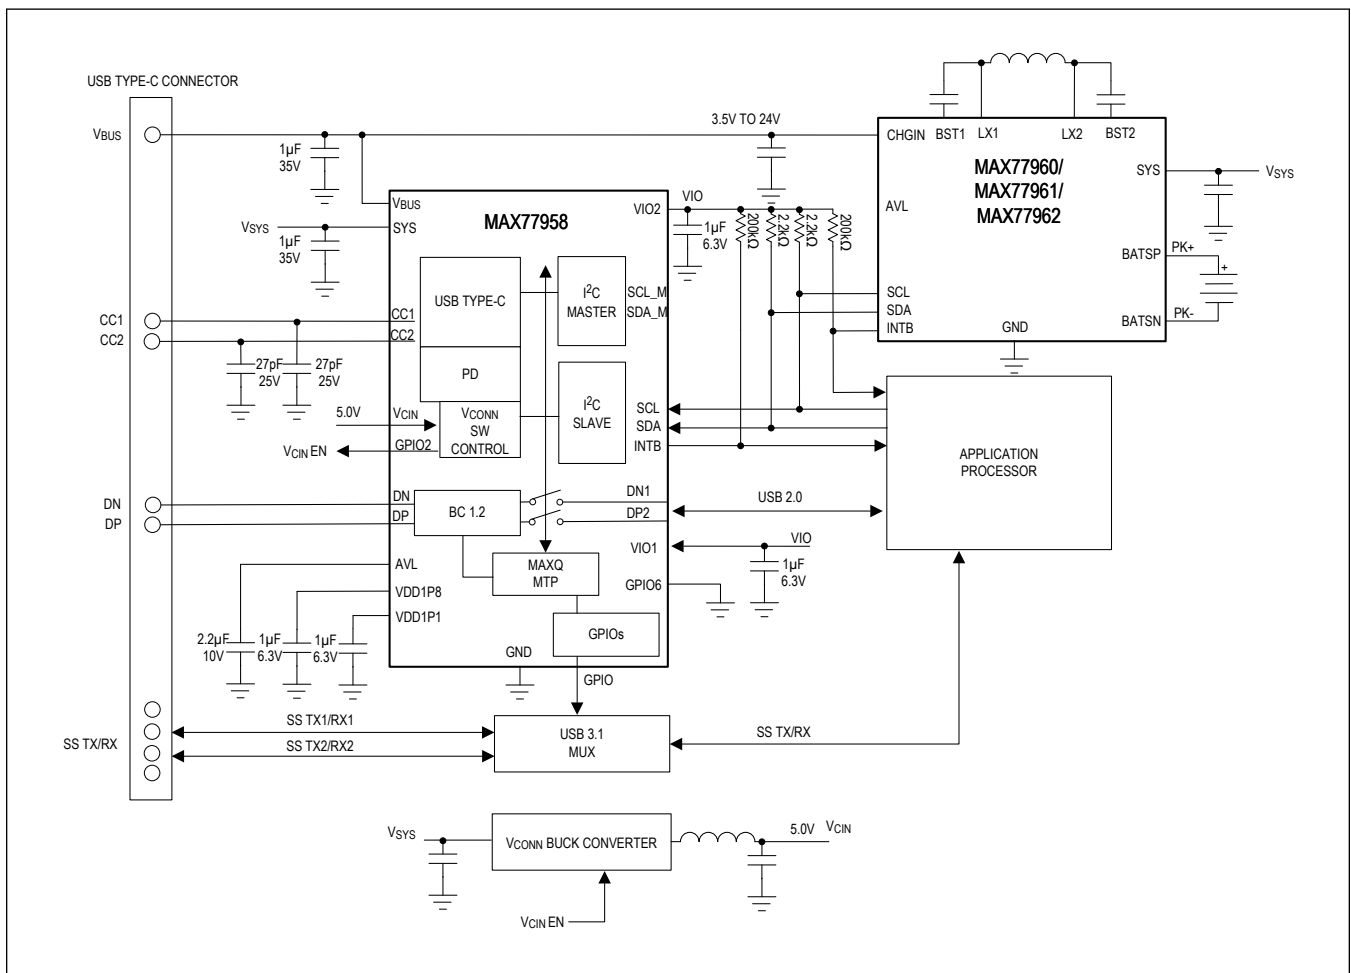 USB TYPE-C CONNECTOR
VBUS
1µF
35V
3.5V TO 24V
CHGIN
BST1
LX1
LX2
BST2
MAX77960/
MAX77961/
MAX77962
SYS
VSYS
AVL
BATSP
PK+
+
BATSN
PK-
SCL
SDA
INTB
GND
VBUS
MAX77958
VIO2
VIO
1µF
6.3V
200kΩ
2.2kΩ
2.2kΩ
200kΩ
VSYS
SYS
1µF
35V
USB TYPE-C
I2C
MASTER
SCL_M
SDA_M
CC1
CC2
CC1
CC2
27pF
25V
27pF
25V
PD
I2C
SLAVE
SCL
SDA
INTB
5.0V
VCIN
VCONN
SW
CONTROL
VCIN EN
GPIO2
APPLICATION
PROCESSOR
DN
DP
DN
DP
BC 1.2
DN1
DP2
USB 2.0
VIO1
VIO
1µF
6.3V
AVL
VDD1P8
VDD1P1
MAXQ
MTP
GPIO6
GPIOs
2.2µF
10V
1µF
6.3V
1µF
6.3V
GND
GPIO
SS TX/RX
SS TX1/RX1
SS TX2/RX2
USB 3.1
MUX
SS TX/RX
VSYS
VCONN BUCK CONVERTER
5.0V
VCIN
VCIN EN